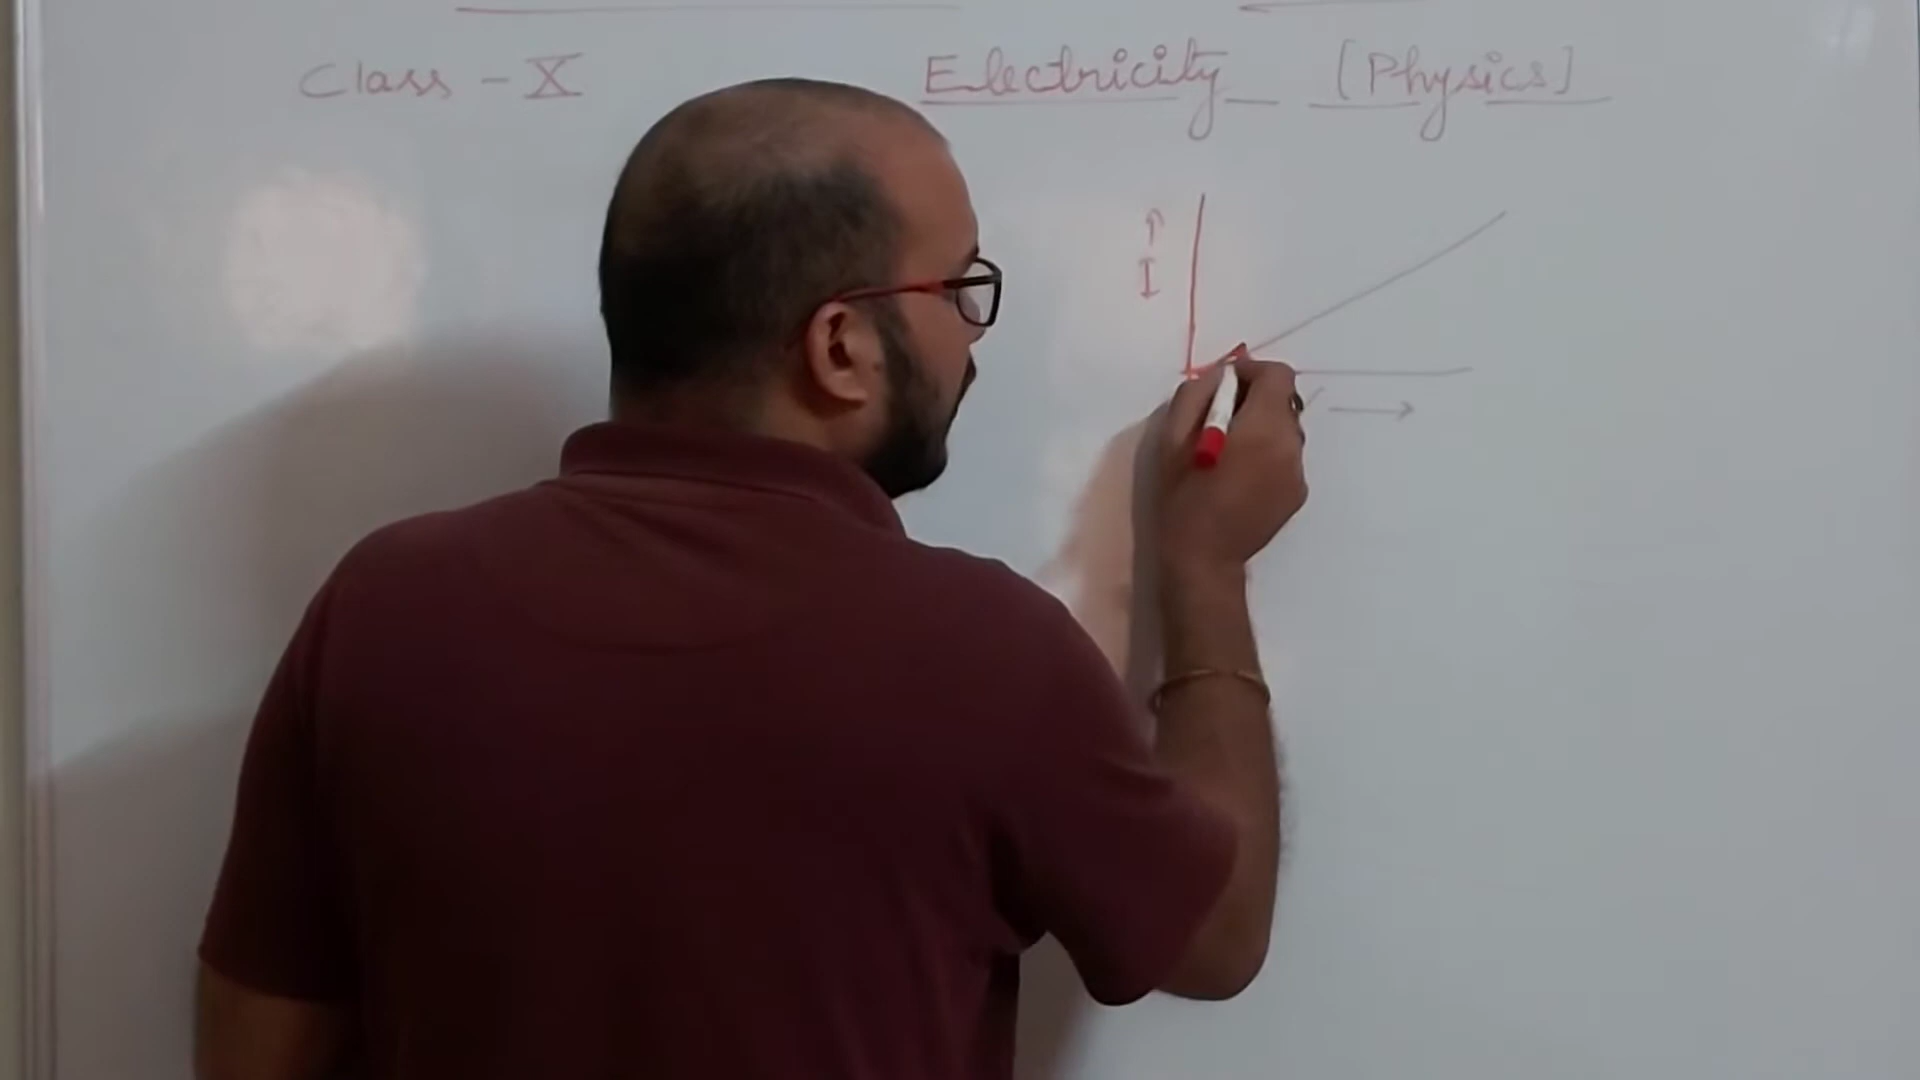 Class - X
Electricity [Physics]
↑
I
→